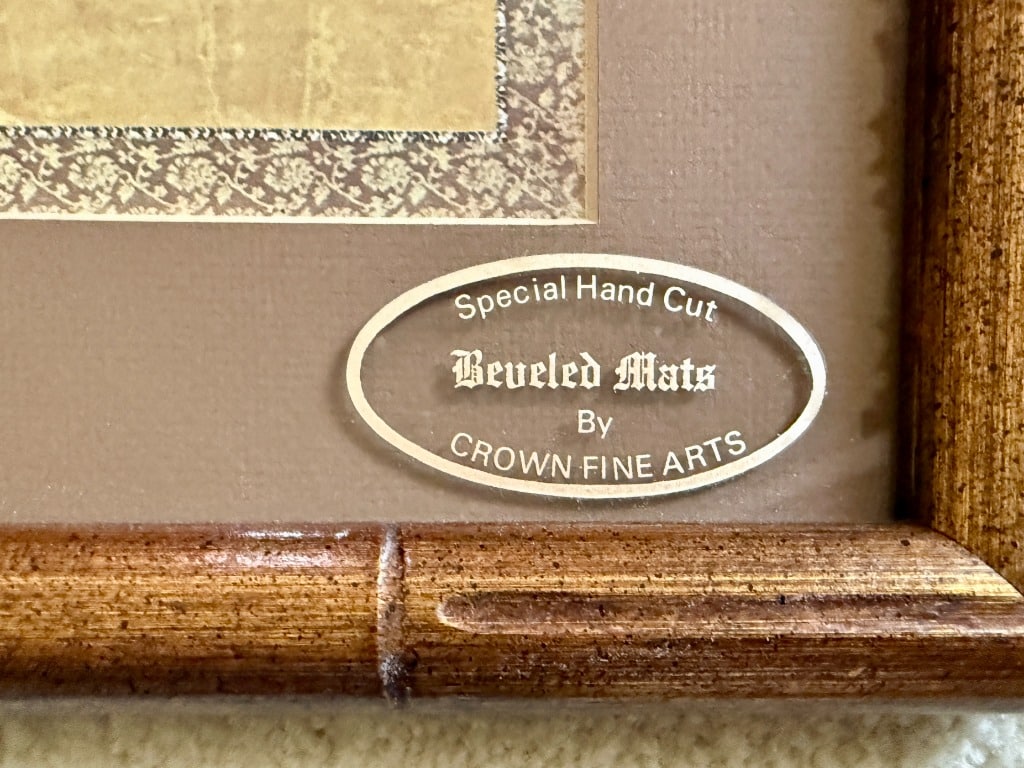 Special Hand Cut
Beveled Mats
By
CROWN FINE ARTS